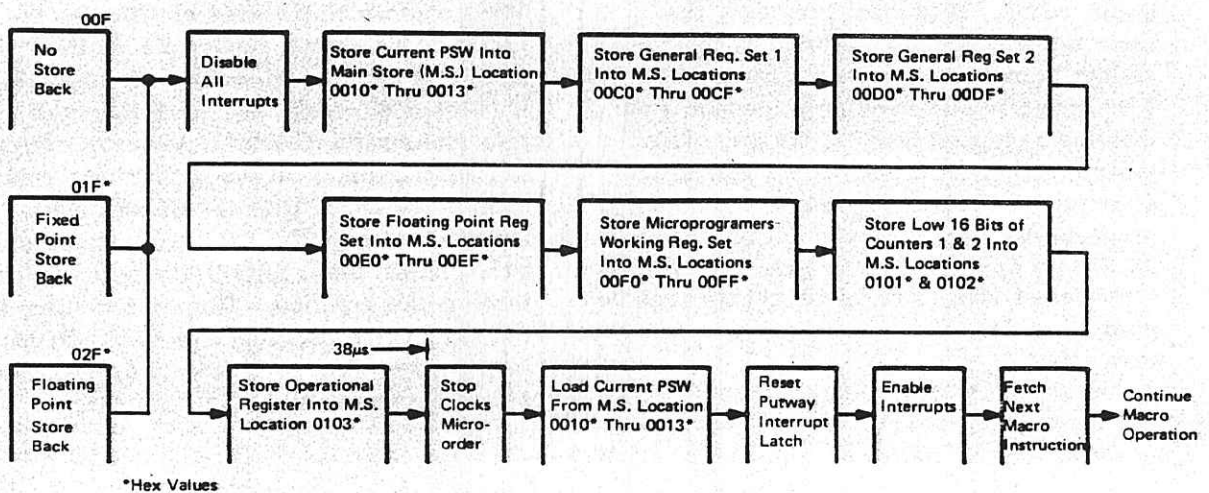 00F
No
Store
Back
Disable
All
Interrupts
Store Current PSW Into
Main Store (M.S.) Location
0010* Thru 0013*
Store General Req. Set 1
Into M.S. Locations
00C0* Thru 00CF*
Store General Reg Set 2
Into M.S. Locations
00D0* Thru 00DF*
01F*
Fixed
Point
Store
Back
Store Floating Point Reg
Set Into M.S. Locations
00E0* Thru 00EF*
Store Microprogramers-
Working Reg. Set
Into M.S. Locations
00F0* Thru 00FF*
Store Low 16 Bits of
Counters 1 & 2 Into
M.S. Locations
0101* & 0102*
02F*
Floating
Point
Store
Back
38µs
Store Operational
Register Into M.S.
Location 0103*
Stop
Clocks
Micro-
order
Load Current PSW
From M.S. Location
0010* Thru 0013*
Reset
Putway
Interrupt
Latch
Enable
Interrupts
Fetch
Next
Macro
Instruction
Continue
Macro
Operation
*Hex Values